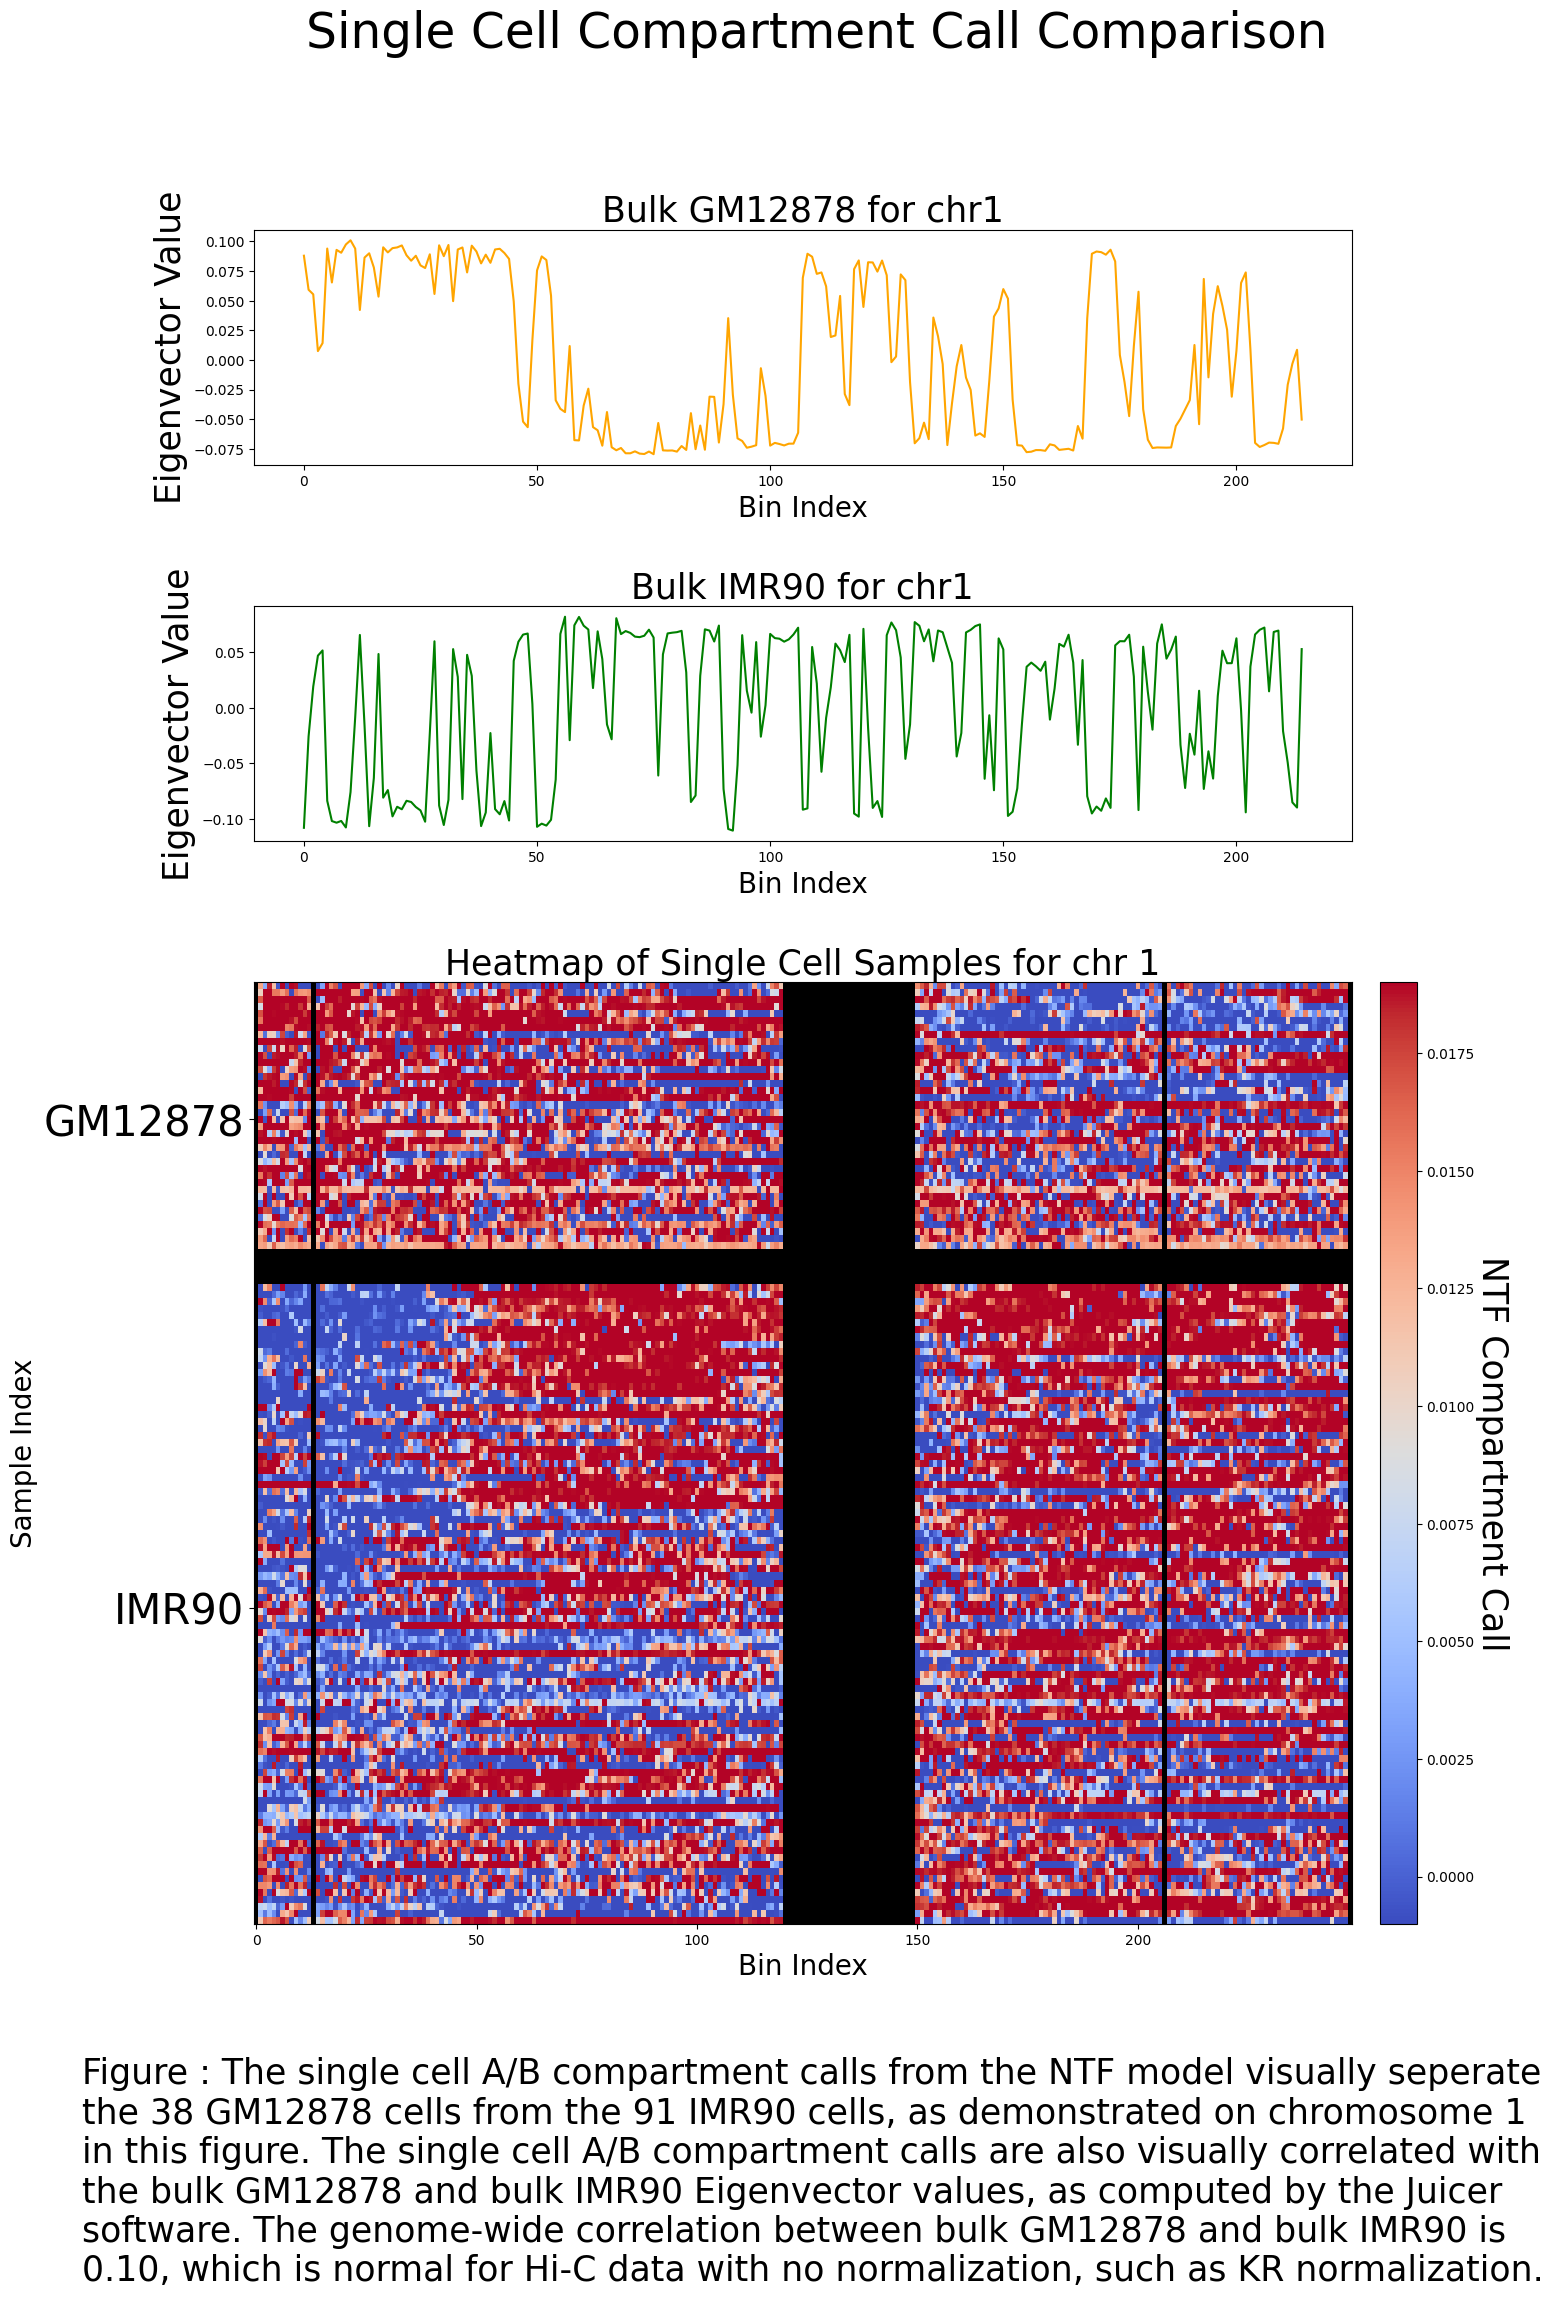 Single Cell Compartment Call Comparison
Bulk GM12878 for chr1
Eigenvector Value
0.100
0.075
0.050
0.025
0.000
−0.025
−0.050
−0.075
0
50
100
150
200
Bin Index
Bulk IMR90 for chr1
Eigenvector Value
0.05
0.00
−0.05
−0.10
0
50
100
150
200
Bin Index
Heatmap of Single Cell Samples for chr 1
Sample Index
GM12878
IMR90
0
50
100
150
200
Bin Index
0.0175
0.0150
0.0125
0.0100
0.0075
0.0050
0.0025
0.0000
NTF Compartment Call
Figure : The single cell A/B compartment calls from the NTF model visually seperate
the 38 GM12878 cells from the 91 IMR90 cells, as demonstrated on chromosome 1
in this figure. The single cell A/B compartment calls are also visually correlated with
the bulk GM12878 and bulk IMR90 Eigenvector values, as computed by the Juicer
software. The genome-wide correlation between bulk GM12878 and bulk IMR90 is
0.10, which is normal for Hi-C data with no normalization, such as KR normalization.